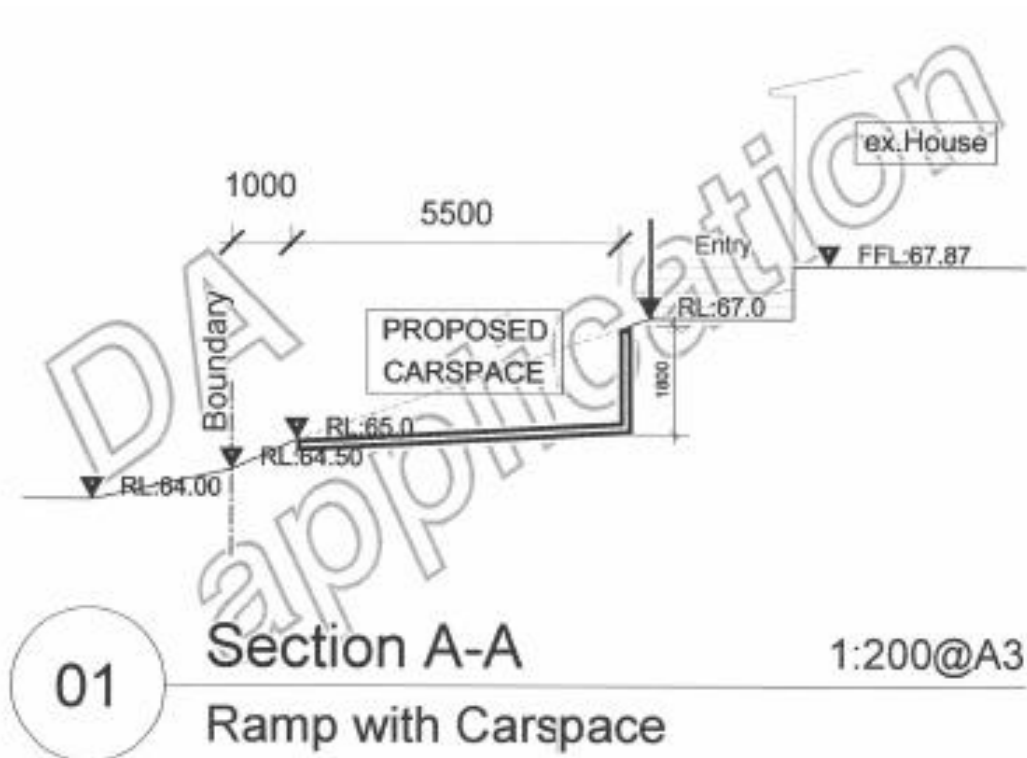 DA
application
ex.House
1000
5500
Entry
FFL:67.87
Boundary
PROPOSED
CARSPACE
RL:67.0
1800
RL:65.0
RL:64.50
RL:64.00
01
Section A-A
1:200@A3
Ramp with Carspace